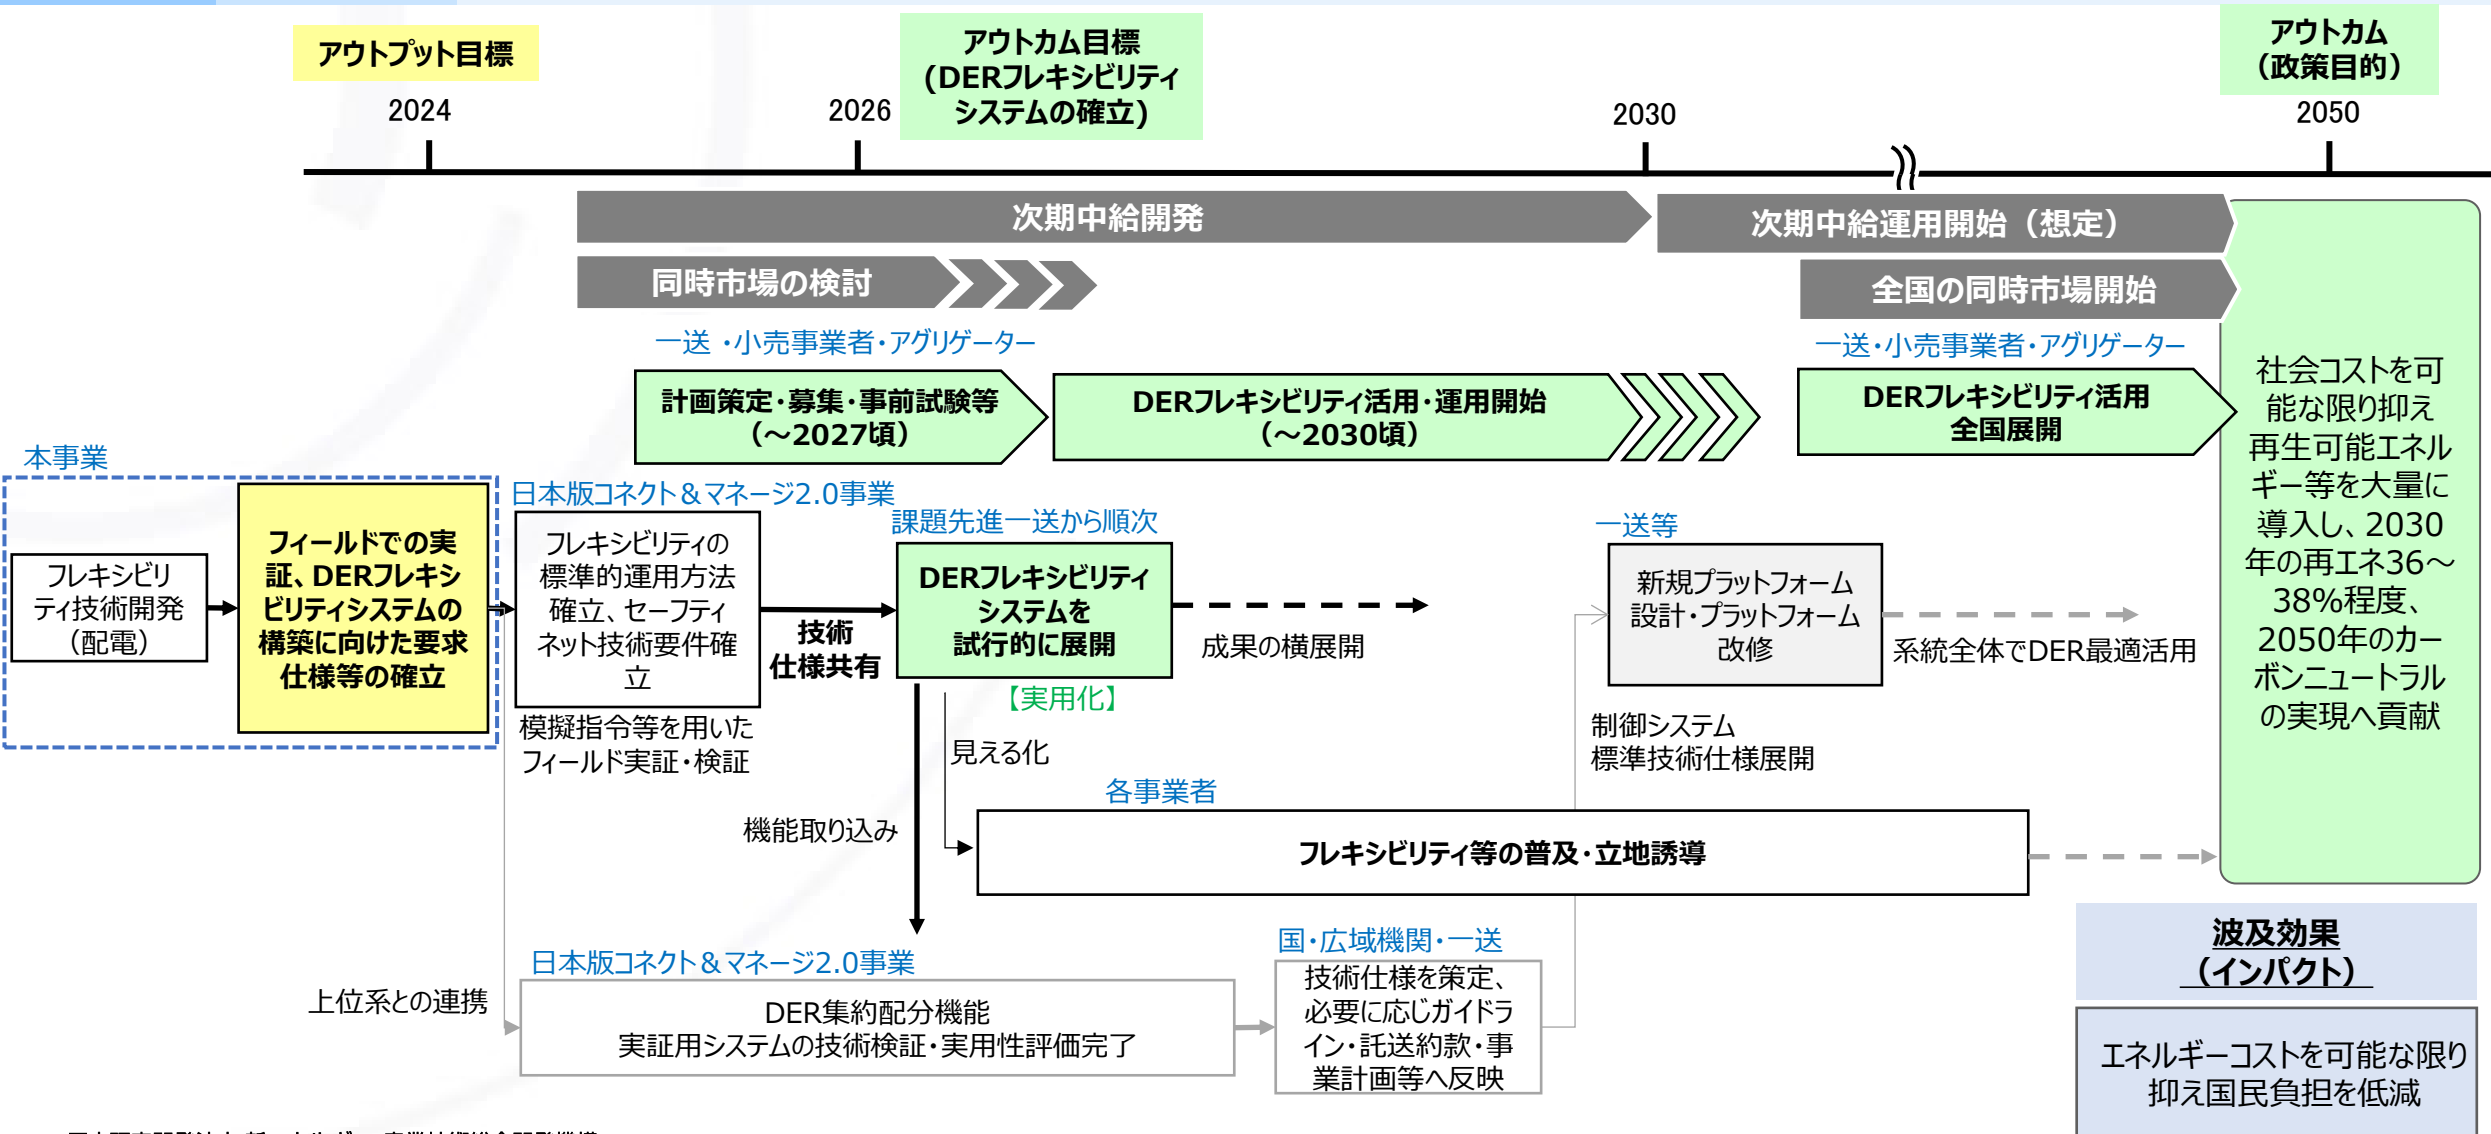 アウトプット目標
アウトカム目標
(DERフレキシビリティ
システムの確立)
アウトカム
（政策目的）
2024
2026
2030
2050
次期中給開発
次期中給運用開始（想定）
同時市場の検討
全国の同時市場開始
一送 ・小売事業者・アグリゲーター
一送・小売事業者・アグリゲーター
計画策定・募集・事前試験等
（～2027頃）
DERフレキシビリティ活用・運用開始
（～2030頃）
DERフレキシビリティ活用
全国展開
社会コストを可
能な限り抑え
再生可能エネル
ギー等を大量に
導入し、2030
年の再エネ36～
38%程度、
2050年のカー
ボンニュートラル
の実現へ貢献
本事業
フレキシビリ
ティ技術開発
（配電）
フィールドでの実
証、DERフレキシ
ビリティシステムの
構築に向けた要求
仕様等の確立
日本版コネクト＆マネージ2.0事業
フレキシビリティの
標準的運用方法
確立、セーフティ
ネット技術要件確
立
模擬指令等を用いた
フィールド実証・検証
技術
仕様共有
課題先進一送から順次
DERフレキシビリティ
システムを
試行的に展開
【実用化】
成果の横展開
一送等
新規プラットフォーム
設計・プラットフォーム
改修
系統全体でDER最適活用
制御システム
標準技術仕様展開
見える化
機能取り込み
各事業者
フレキシビリティ等の普及・立地誘導
上位系との連携
日本版コネクト＆マネージ2.0事業
DER集約配分機能
実証用システムの技術検証・実用性評価完了
国・広域機関・一送
技術仕様を策定、
必要に応じガイドラ
イン・託送約款・事
業計画等へ反映
波及効果
（インパクト）
エネルギーコストを可能な限り
抑え国民負担を低減